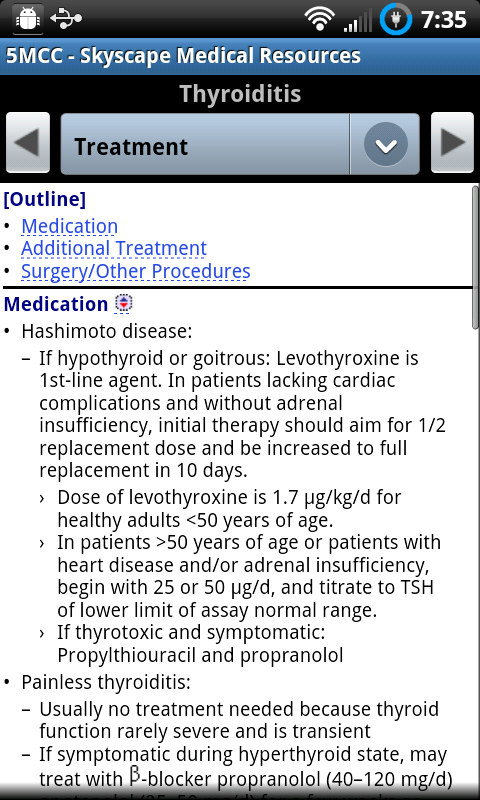 7:35
5MCC - Skyscape Medical Resources
Thyroiditis
Treatment
[Outline]
• Medication
• Additional Treatment
• Surgery/Other Procedures
Medication
• Hashimoto disease:
– If hypothyroid or goitrous: Levothyroxine is
1st-line agent. In patients lacking cardiac
complications and without adrenal
insufficiency, initial therapy should aim for 1/2
replacement dose and be increased to full
replacement in 10 days.
› Dose of levothyroxine is 1.7 µg/kg/d for
healthy adults <50 years of age.
› In patients >50 years of age or patients with
heart disease and/or adrenal insufficiency,
begin with 25 or 50 µg/d, and titrate to TSH
of lower limit of assay normal range.
› If thyrotoxic and symptomatic:
Propylthiouracil and propranolol
• Painless thyroiditis:
– Usually no treatment needed because thyroid
function rarely severe and is transient
– If symptomatic during hyperthyroid state, may
treat with β-blocker propranolol (40–120 mg/d)